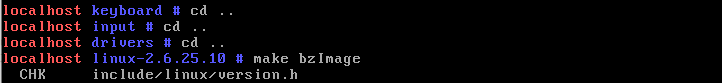 localhost keyboard # cd ..
localhost input # cd ..
localhost drivers # cd ..
localhost linux-2.6.25.10 # make bzImage
  CHK     include/linux/version.h